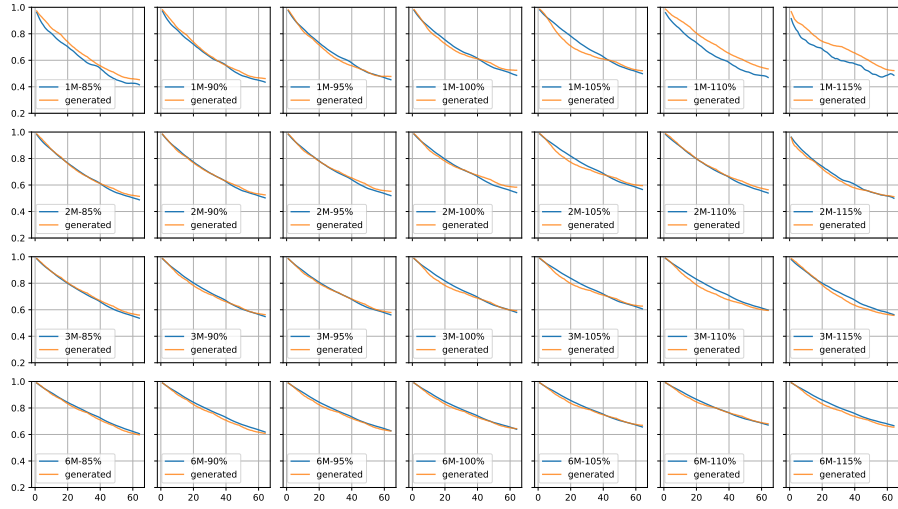 1.0
0.8
0.6
0.4
0.2
1M-85%
generated
1M-90%
generated
1M-95%
generated
1M-100%
generated
1M-105%
generated
1M-110%
generated
1M-115%
generated
1.0
0.8
0.6
0.4
0.2
2M-85%
generated
2M-90%
generated
2M-95%
generated
2M-100%
generated
2M-105%
generated
2M-110%
generated
2M-115%
generated
1.0
0.8
0.6
0.4
0.2
3M-85%
generated
3M-90%
generated
3M-95%
generated
3M-100%
generated
3M-105%
generated
3M-110%
generated
3M-115%
generated
1.0
0.8
0.6
0.4
0.2
6M-85%
generated
6M-90%
generated
6M-95%
generated
6M-100%
generated
6M-105%
generated
6M-110%
generated
6M-115%
generated
0 20 40 60
0 20 40 60
0 20 40 60
0 20 40 60
0 20 40 60
0 20 40 60
0 20 40 60